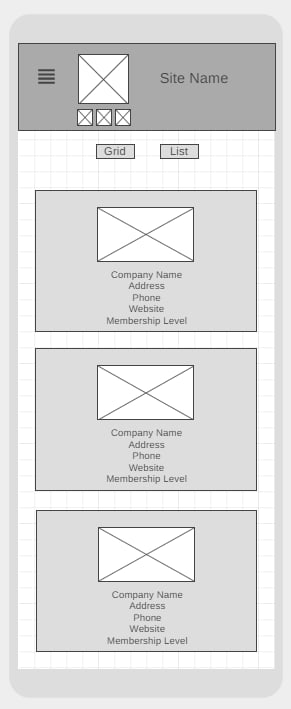 Site Name
Grid
List
Company Name
Address
Phone
Website
Membership Level
Company Name
Address
Phone
Website
Membership Level
Company Name
Address
Phone
Website
Membership Level